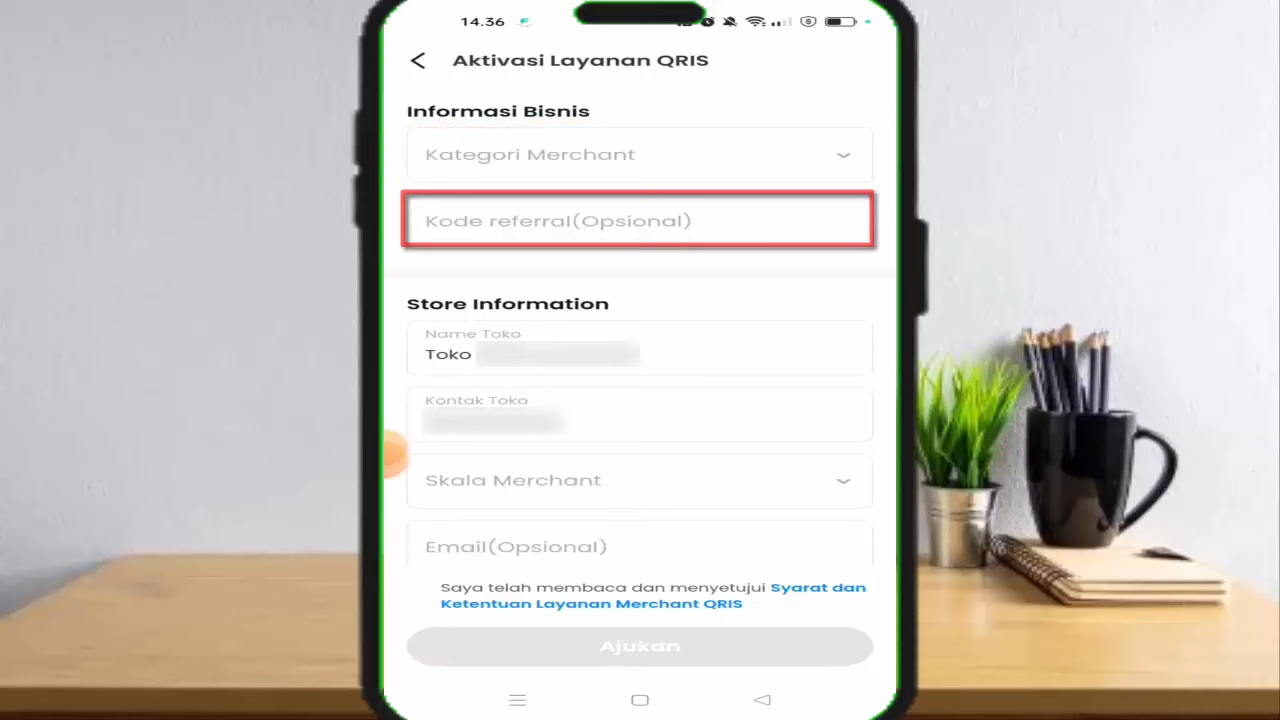 14.36
Aktivasi Layanan QRIS
Informasi Bisnis
Kategori Merchant
Kode referral(Opsional)
Store Information
Name Toko
Toko
Kontak Toko
Skala Merchant
Email(Opsional)
Saya telah membaca dan menyetujui Syarat dan
Ketentuan Layanan Merchant QRIS
Ajukan